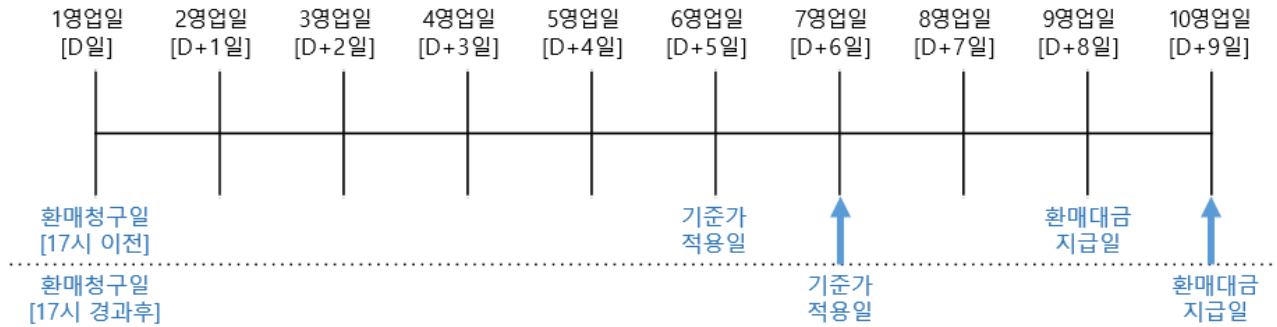 1영업일 2영업일 3영업일 4영업일 5영업일 6영업일 7영업일 8영업일 9영업일 10영업일
[D일] [D+1일] [D+2일] [D+3일] [D+4일] [D+5일] [D+6일] [D+7일] [D+8일] [D+9일]
환매청구일 기준가 환매대금
[17시 이전] 적용일 지급일
환매청구일 기준가 환매대금
[17시 경과후] 적용일 지급일